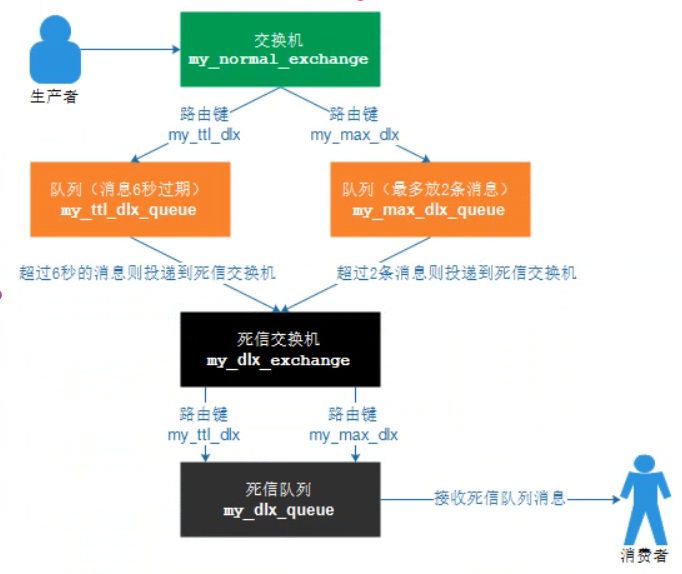 交换机
my_normal_exchange
生产者
路由键
my_ttl_dlx
路由键
my_max_dlx
队列（消息6秒过期）
my_ttl_dlx_queue
队列（最多放2条消息）
my_max_dlx_queue
超过6秒的消息则投递到死信交换机
超过2条消息则投递到死信交换机
死信交换机
my_dlx_exchange
路由键
my_ttl_dlx
路由键
my_max_dlx
死信队列
my_dlx_queue
接收死信队列消息
消费者